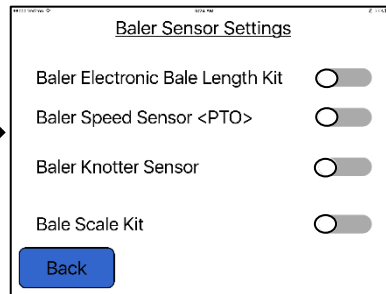 Baler Sensor Settings
Baler Electronic Bale Length Kit
Baler Speed Sensor <PTO>
Baler Knotter Sensor
Bale Scale Kit
Back